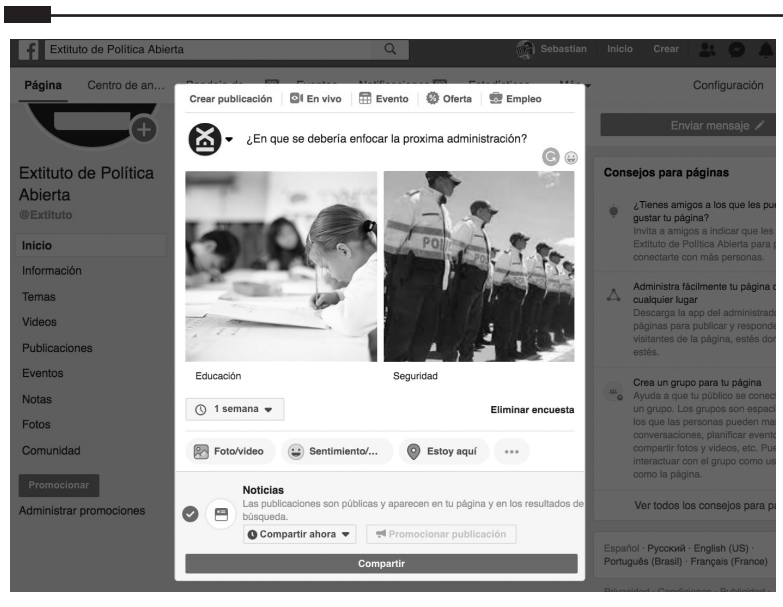 Extituto de Política Abierta
Sebastian
Inicio
Crear
Página
Centro de an…
Más
Configuración
Crear publicación
En vivo
Evento
Oferta
Empleo
¿En que se debería enfocar la proxima administración?
Enviar mensaje
Extituto de Política
Abierta
@Extituto
Inicio
Información
Temas
Videos
Publicaciones
Eventos
Notas
Fotos
Comunidad
Promocionar
Administrar promociones
POLIC
Educación
Seguridad
1 semana
Eliminar encuesta
Foto/video
Sentimiento/...
Estoy aquí
Noticias
Las publicaciones son públicas y aparecen en tu página y en los resultados de
búsqueda.
Compartir ahora
Promocionar publicación
Compartir
Consejos para páginas
¿Tienes amigos a los que les pue
gustar tu página?
Invita a amigos a indicar que les
Extituto de Política Abierta para p
conectarte con más personas.
Administra fácilmente tu página d
cualquier lugar
Descarga la app del administrado
páginas para publicar y responde
visitantes de la página, estés don
estés.
Crea un grupo para tu página
Ayuda a que tu público se conec
un grupo. Los grupos son espaci
los que las personas pueden ma
conversaciones, planificar evento
compartir fotos y videos, etc. Pue
interactuar con el grupo como us
como la página.
Ver todos los consejos para pá
Español · Русский · English (US) ·
Português (Brasil) · Français (France)